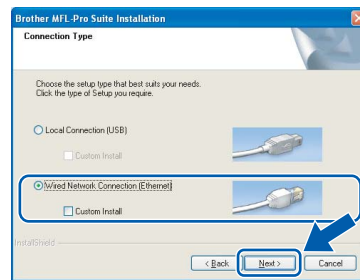 Brother MFL-Pro Suite Installation
Connection Type
Choose the setup type that best suits your needs.
Click the type of Setup you require.
Local Connection (USB)
Custom Install
Wired Network Connection (Ethernet)
Custom Install
InstallShield
< Back
Next >
Cancel